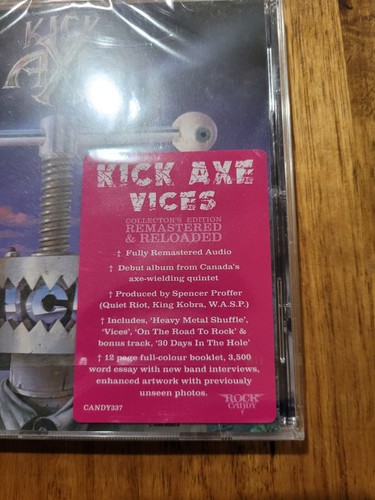 KICK
AXE
KICK AXE
VICES
COLLECTOR'S EDITION
REMASTERED
& RELOADED
† Fully Remastered Audio
† Debut album from Canada's
axe-wielding quintet
† Produced by Spencer Proffer
(Quiet Riot, King Kobra, W.A.S.P.)
† Includes, 'Heavy Metal Shuffle',
'Vices', 'On The Road To Rock' &
bonus track, '30 Days In The Hole'
† 12 page full-colour booklet, 3,500
word essay with new band interviews,
enhanced artwork with previously
unseen photos.
CANDY337
ROCK
CANDY